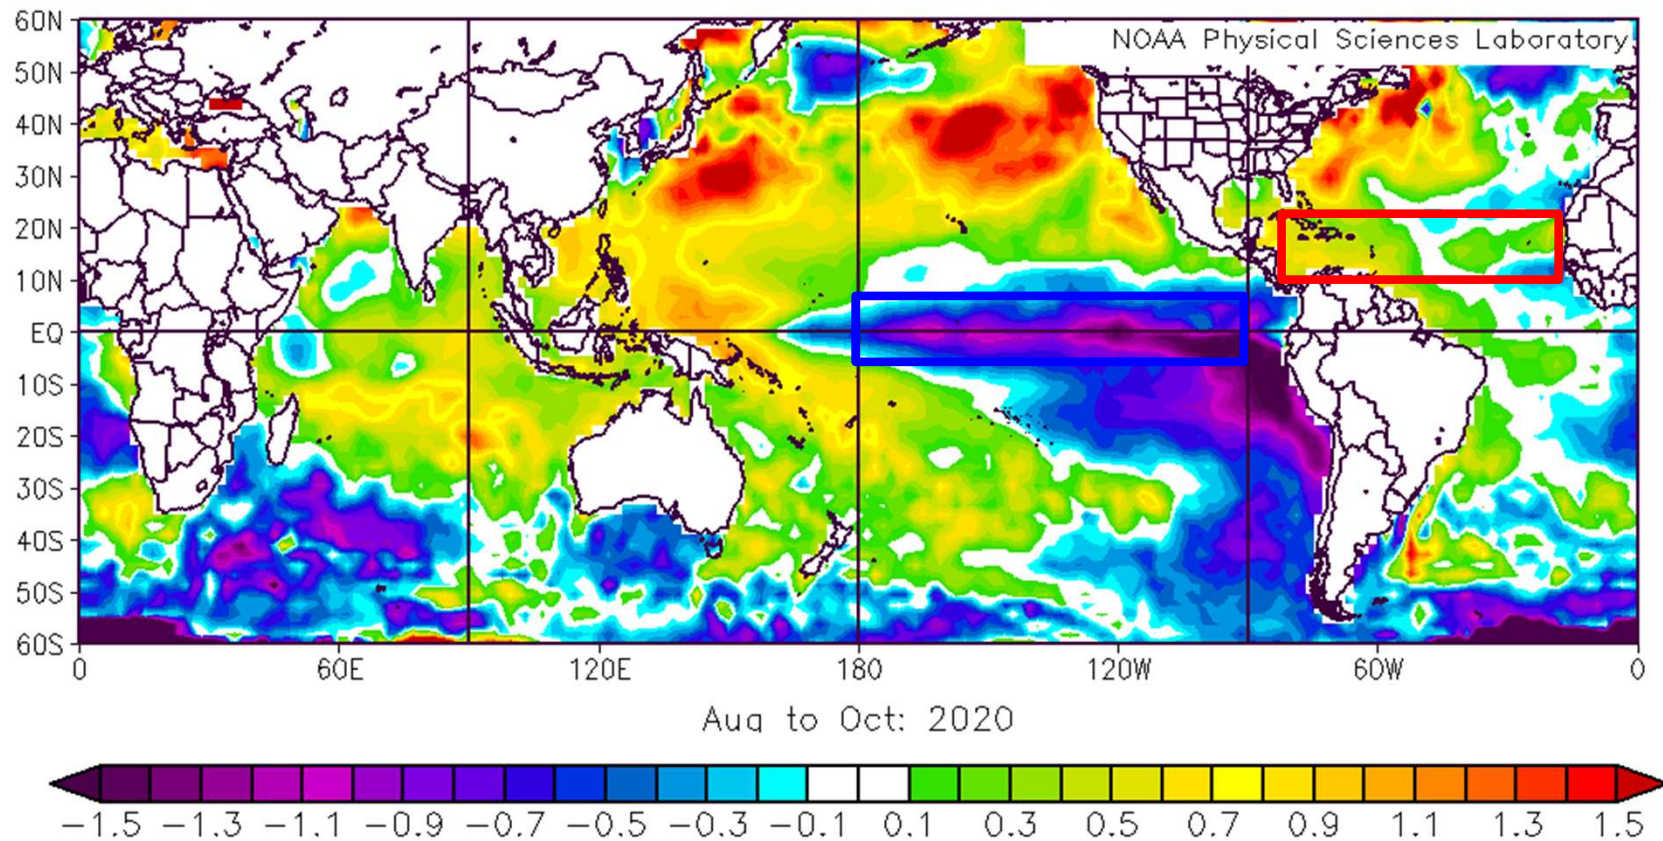 60N
NOAA Physical Sciences Laboratory
50N
40N
30N
20N
10N
EQ
10S
20S
30S
40S
50S
60S
0 60E 120E 180 120W 60W 0
Aug to Oct: 2020
−1.5 −1.3 −1.1 −0.9 −0.7 −0.5 −0.3 −0.1 0.1 0.3 0.5 0.7 0.9 1.1 1.3 1.5